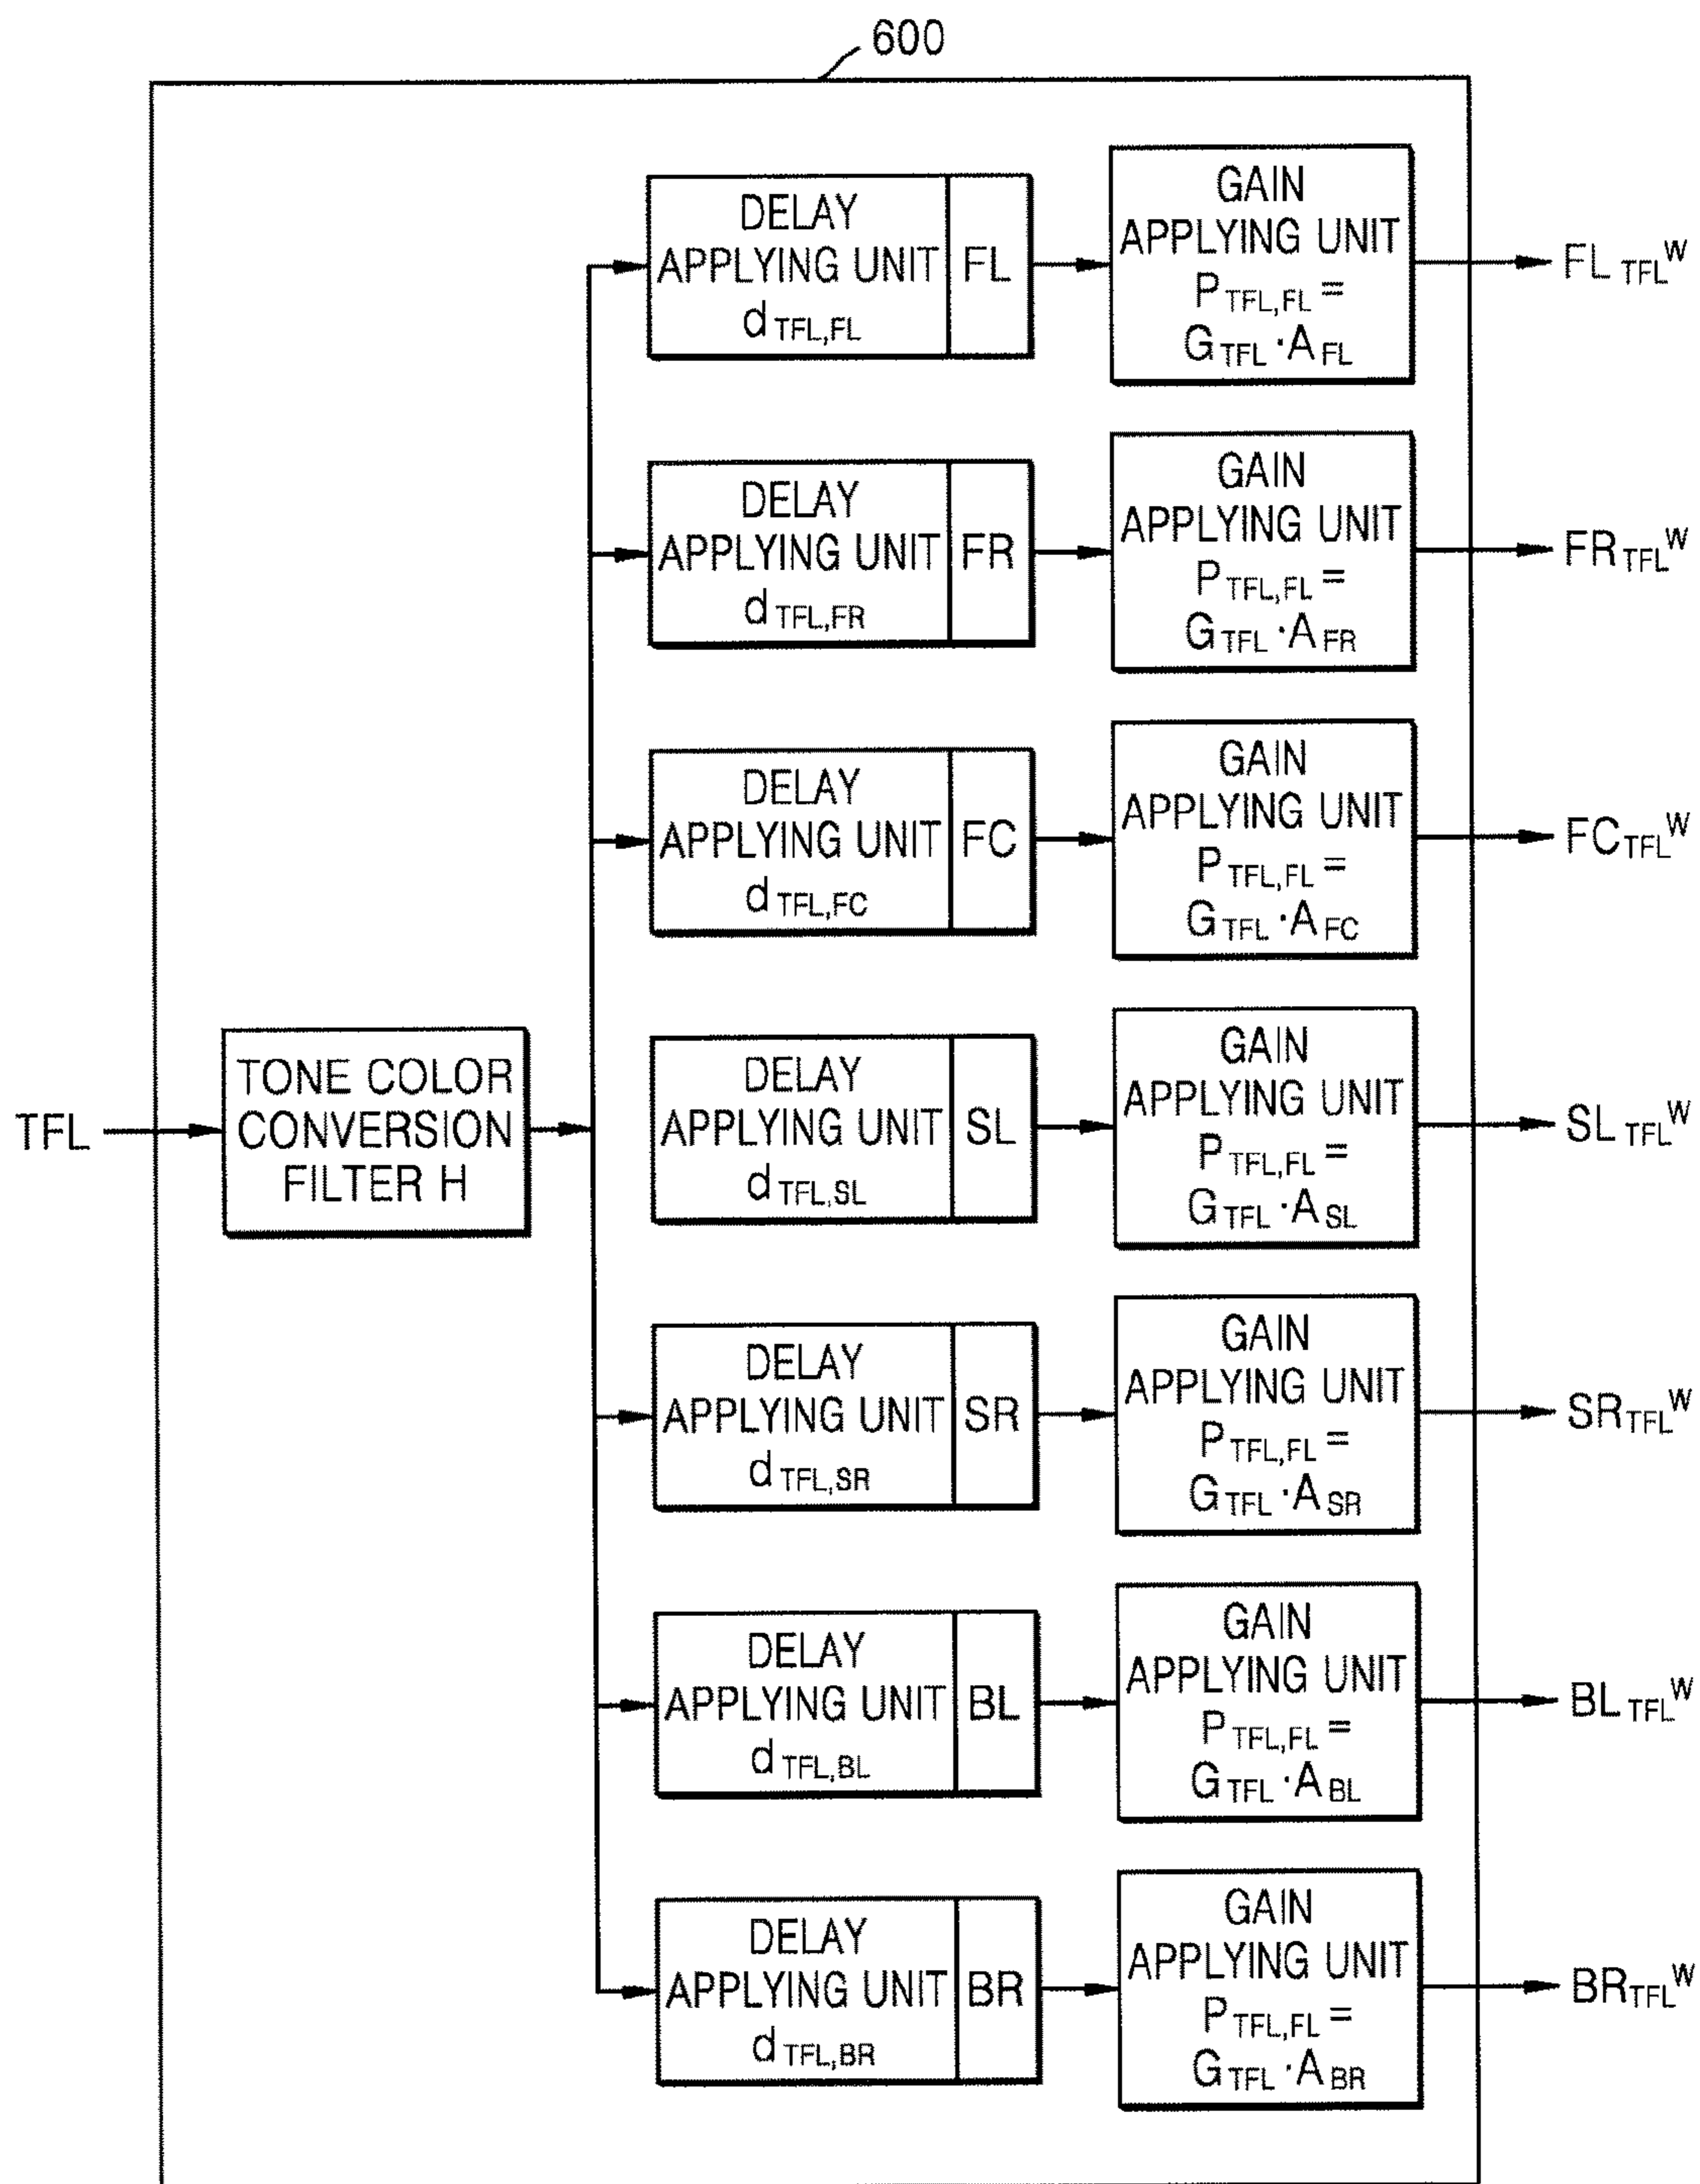 600
DELAY
APPLYING UNIT
d TFL,FL
FL
GAIN
APPLYING UNIT
P TFL,FL =
G TFL · A FL
FL TFL W
DELAY
APPLYING UNIT
d TFL,FR
FR
GAIN
APPLYING UNIT
P TFL,FL =
G TFL · A FR
FR TFL W
DELAY
APPLYING UNIT
d TFL,FC
FC
GAIN
APPLYING UNIT
P TFL,FL =
G TFL · A FC
FC TFL W
TFL
TONE COLOR
CONVERSION
FILTER H
DELAY
APPLYING UNIT
d TFL,SL
SL
GAIN
APPLYING UNIT
P TFL,FL =
G TFL · A SL
SL TFL W
DELAY
APPLYING UNIT
d TFL,SR
SR
GAIN
APPLYING UNIT
P TFL,FL =
G TFL · A SR
SR TFL W
DELAY
APPLYING UNIT
d TFL,BL
BL
GAIN
APPLYING UNIT
P TFL,FL =
G TFL · A BL
BL TFL W
DELAY
APPLYING UNIT
d TFL,BR
BR
GAIN
APPLYING UNIT
P TFL,FL =
G TFL · A BR
BR TFL W